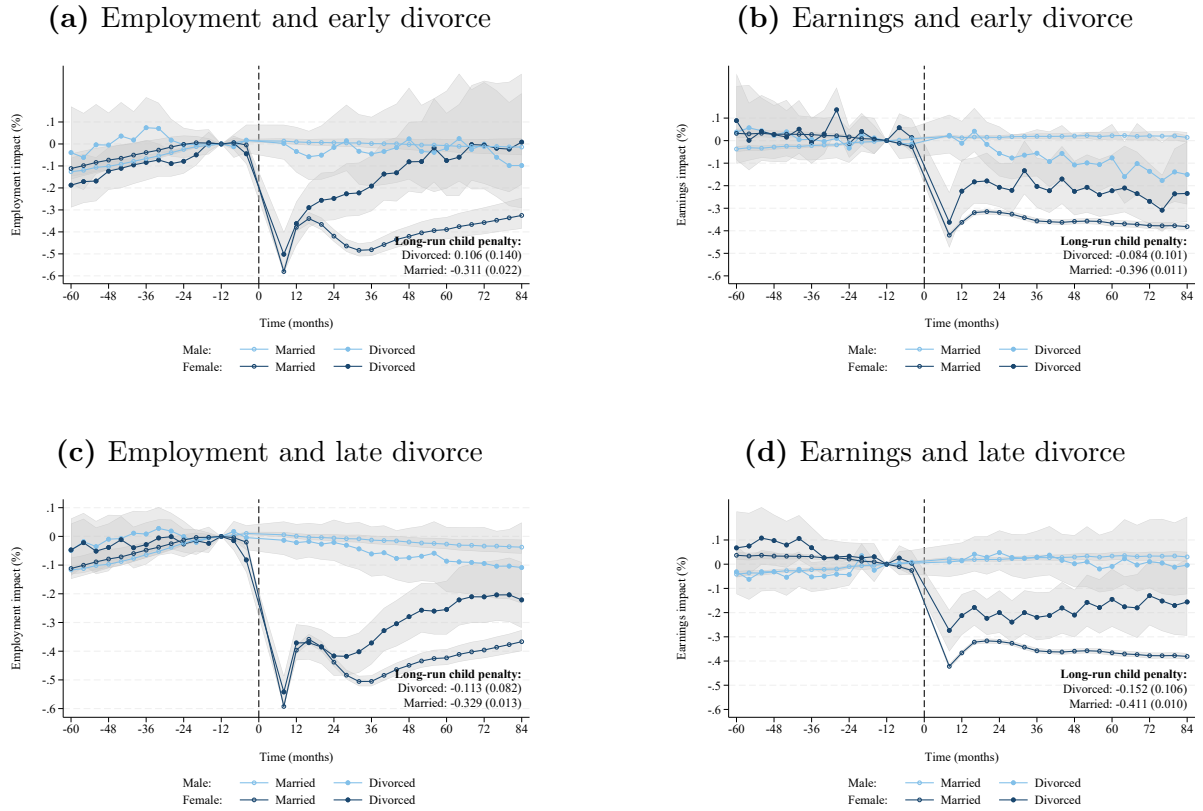 (a) Employment and early divorce
Employment impact (%)
.1
0
-.1
-.2
-.3
-.4
-.5
-.6
Long-run child penalty:
Divorced: 0.106 (0.140)
Married: -0.311 (0.022)
-60 -48 -36 -24 -12 0 12 24 36 48 60 72 84
Time (months)
Male: Married Divorced
Female: Married Divorced
(b) Earnings and early divorce
Earnings impact (%)
.1
0
-.1
-.2
-.3
-.4
-.5
-.6
Long-run child penalty:
Divorced: -0.084 (0.101)
Married: -0.396 (0.011)
-60 -48 -36 -24 -12 0 12 24 36 48 60 72 84
Time (months)
Male: Married Divorced
Female: Married Divorced
(c) Employment and late divorce
Employment impact (%)
.1
0
-.1
-.2
-.3
-.4
-.5
-.6
Long-run child penalty:
Divorced: -0.113 (0.082)
Married: -0.329 (0.013)
-60 -48 -36 -24 -12 0 12 24 36 48 60 72 84
Time (months)
Male: Married Divorced
Female: Married Divorced
(d) Earnings and late divorce
Earnings impact (%)
.1
0
-.1
-.2
-.3
-.4
-.5
-.6
Long-run child penalty:
Divorced: -0.152 (0.106)
Married: -0.411 (0.010)
-60 -48 -36 -24 -12 0 12 24 36 48 60 72 84
Time (months)
Male: Married Divorced
Female: Married Divorced